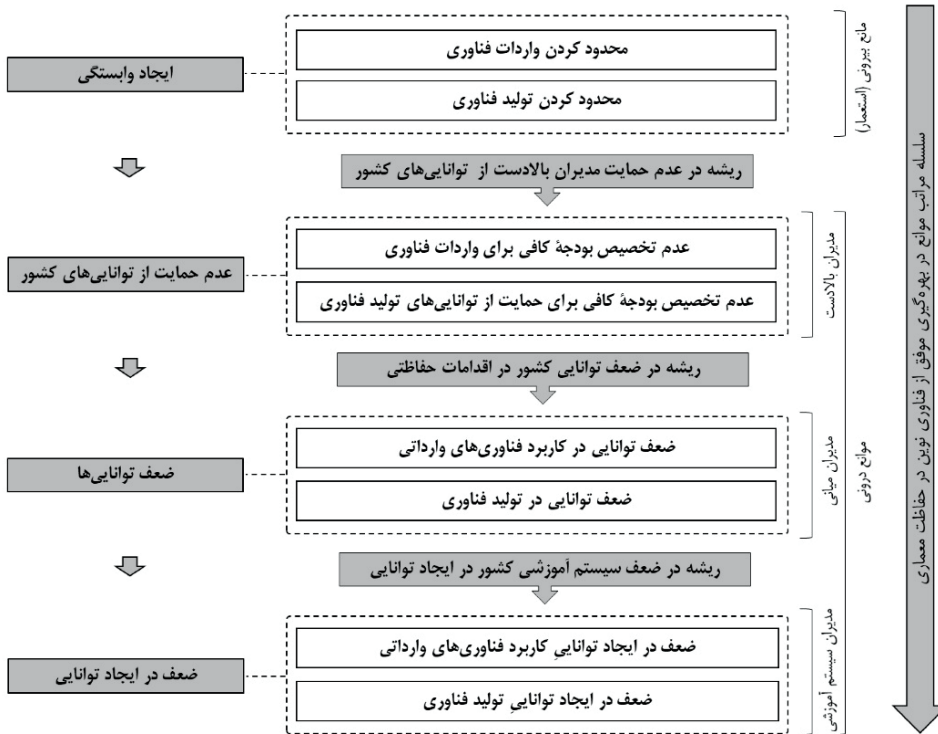 سلسله مراتب موانع در بهره‌گیری موفق از فناوری نوین در حفاظت معماری
مانع بیرونی (استعمار)
محدود کردن واردات فناوری
محدود کردن تولید فناوری
ایجاد وابستگی
ریشه در عدم حمایت مدیران بالادست از توانایی‌های کشور
موانع درونی
مدیران بالادست
عدم تخصیص بودجهٔ کافی برای واردات فناوری
عدم تخصیص بودجهٔ کافی برای حمایت از توانایی‌های تولید فناوری
عدم حمایت از توانایی‌های کشور
ریشه در ضعف توانایی کشور در اقدامات حفاظتی
مدیران میانی
ضعف توانایی در کاربرد فناوری‌های وارداتی
ضعف توانایی در تولید فناوری
ضعف توانایی‌ها
ریشه در ضعف سیستم آموزشی کشور در ایجاد توانایی
مدیران سیستم آموزشی
ضعف در ایجاد تواناییِ کاربرد فناوری‌های وارداتی
ضعف در ایجاد تواناییِ تولید فناوری
ضعف در ایجاد توانایی